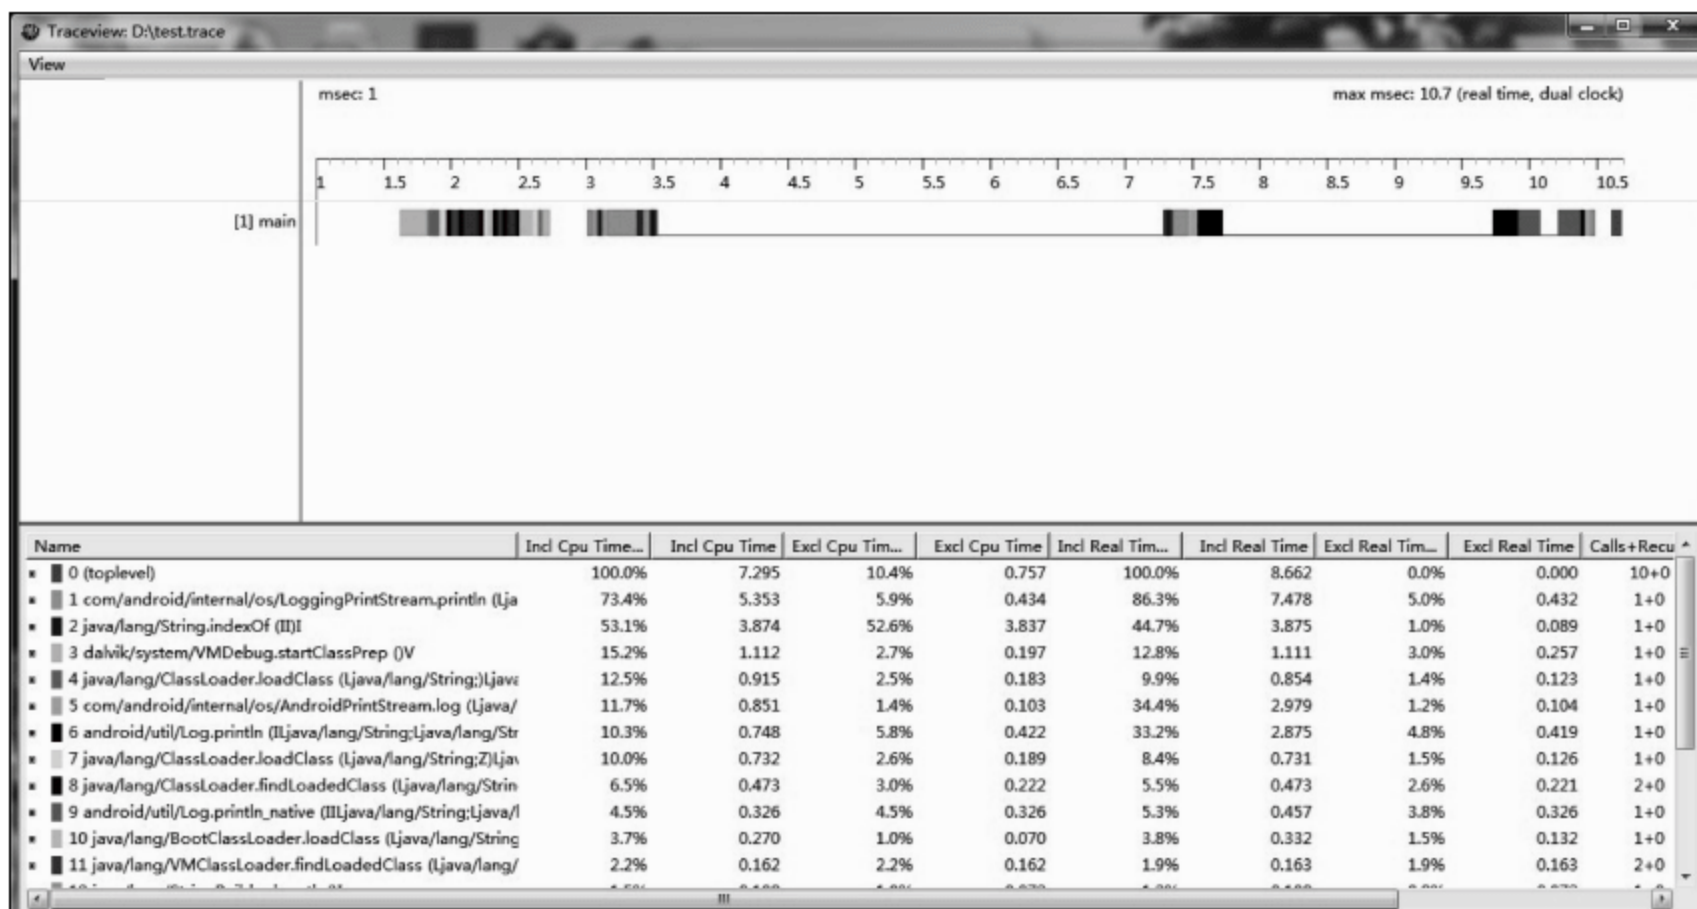 Traceview: D:\test.trace
View
msec: 1 max msec: 10.7 (real time, dual clock)
1 1.5 2 2.5 3 3.5 4 4.5 5 5.5 6 6.5 7 7.5 8 8.5 9 9.5 10 10.5
[1] main
Name Incl Cpu Time... Incl Cpu Time Excl Cpu Tim... Excl Cpu Time Incl Real Tim... Incl Real Time Excl Real Tim... Excl Real Time Calls+Recu
0 (toplevel) 100.0% 7.295 10.4% 0.757 100.0% 8.662 0.0% 0.000 10+0
1 com/android/internal/os/LoggingPrintStream.println (Lja 73.4% 5.353 5.9% 0.434 86.3% 7.478 5.0% 0.432 1+0
2 java/lang/String.indexOf (II)I 53.1% 3.874 52.6% 3.837 44.7% 3.875 1.0% 0.089 1+0
3 dalvik/system/VMDebug.startClassPrep ()V 15.2% 1.112 2.7% 0.197 12.8% 1.111 3.0% 0.257 1+0
4 java/lang/ClassLoader.loadClass (Ljava/lang/String;)Ljava 12.5% 0.915 2.5% 0.183 9.9% 0.854 1.4% 0.123 1+0
5 com/android/internal/os/AndroidPrintStream.log (Ljava/ 11.7% 0.851 1.4% 0.103 34.4% 2.979 1.2% 0.104 1+0
6 android/util/Log.println (ILjava/lang/String;Ljava/lang/Str 10.3% 0.748 5.8% 0.422 33.2% 2.875 4.8% 0.419 1+0
7 java/lang/ClassLoader.loadClass (Ljava/lang/String;Z)Ljav 10.0% 0.732 2.6% 0.189 8.4% 0.731 1.5% 0.126 1+0
8 java/lang/ClassLoader.findLoadedClass (Ljava/lang/Strin 6.5% 0.473 3.0% 0.222 5.5% 0.473 2.6% 0.221 2+0
9 android/util/Log.println_native (IILjava/lang/String;Ljava/l 4.5% 0.326 4.5% 0.326 5.3% 0.457 3.8% 0.326 1+0
10 java/lang/BootClassLoader.loadClass (Ljava/lang/String 3.7% 0.270 1.0% 0.070 3.8% 0.332 1.5% 0.132 1+0
11 java/lang/VMClassLoader.findLoadedClass (Ljava/lang/ 2.2% 0.162 2.2% 0.162 1.9% 0.163 1.9% 0.163 2+0